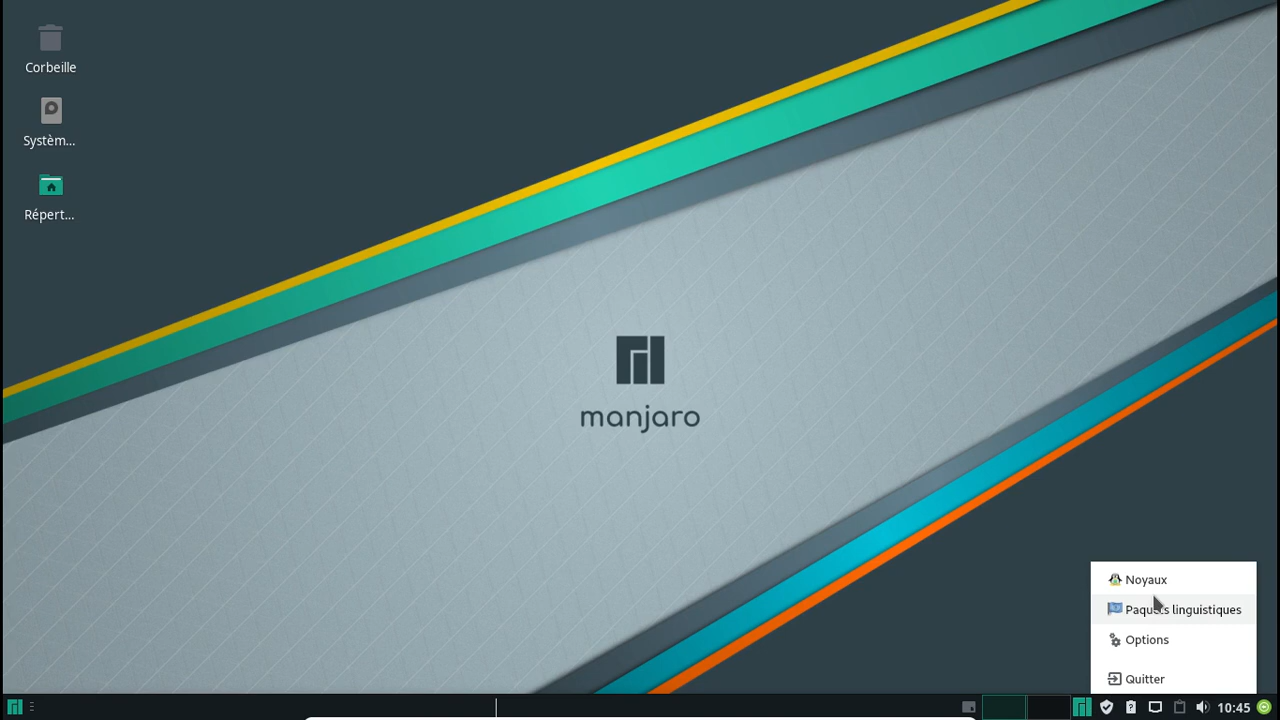 Corbeille
Systèm...
Répert...
manjaro
Noyaux
Paquets linguistiques
Options
Quitter
10:45